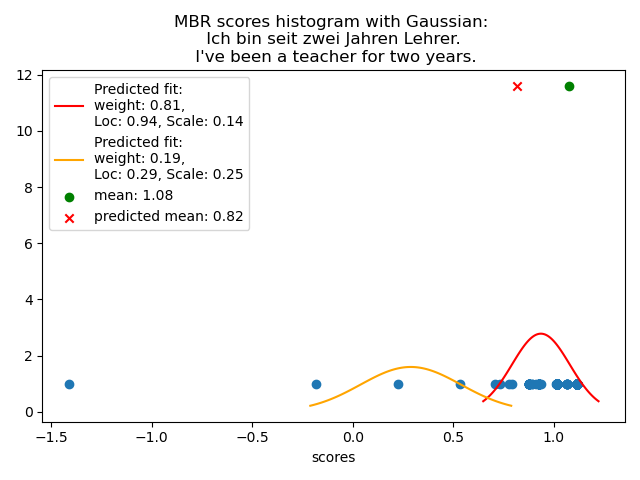 MBR scores histogram with Gaussian:
Ich bin seit zwei Jahren Lehrer.
I've been a teacher for two years.
12
10
8
6
4
2
0
Predicted fit:
weight: 0.81,
Loc: 0.94, Scale: 0.14
Predicted fit:
weight: 0.19,
Loc: 0.29, Scale: 0.25
mean: 1.08
predicted mean: 0.82
−1.5 −1.0 −0.5 0.0 0.5 1.0
scores